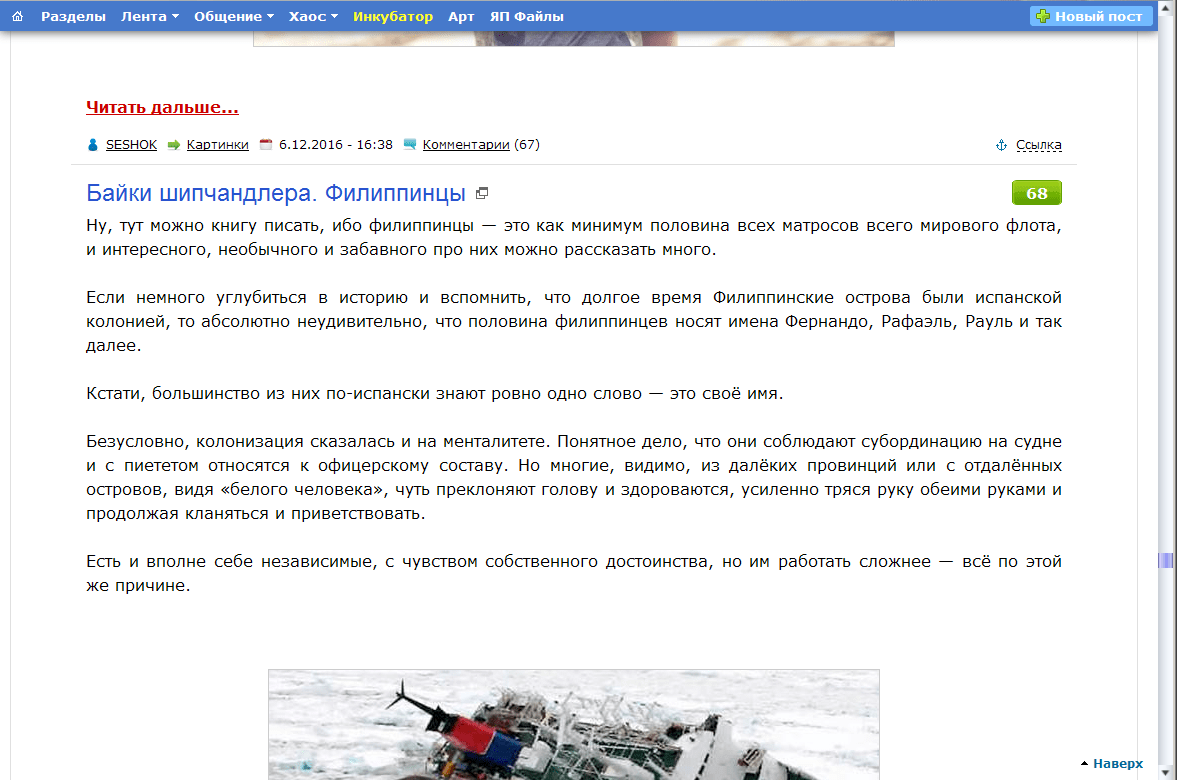 Разделы Лента Общение Хаос Инкубатор Арт ЯП Файлы Новый пост
Читать дальше...
SESHOK Картинки 6.12.2016 - 16:38 Комментарии (67) Ссылка
Байки шипчандлера. Филиппинцы 68
Ну, тут можно книгу писать, ибо филиппинцы — это как минимум половина всех матросов всего мирового флота,
и интересного, необычного и забавного про них можно рассказать много.
Если немного углубиться в историю и вспомнить, что долгое время Филиппинские острова были испанской
колонией, то абсолютно неудивительно, что половина филиппинцев носят имена Фернандо, Рафаэль, Рауль и так
далее.
Кстати, большинство из них по-испански знают ровно одно слово — это своё имя.
Безусловно, колонизация сказалась и на менталитете. Понятное дело, что они соблюдают субординацию на судне
и с пиететом относятся к офицерскому составу. Но многие, видимо, из далёких провинций или с отдалённых
островов, видя «белого человека», чуть преклоняют голову и здороваются, усиленно тряся руку обеими руками и
продолжая кланяться и приветствовать.
Есть и вполне себе независимые, с чувством собственного достоинства, но им работать сложнее — всё по этой
же причине.
Наверх